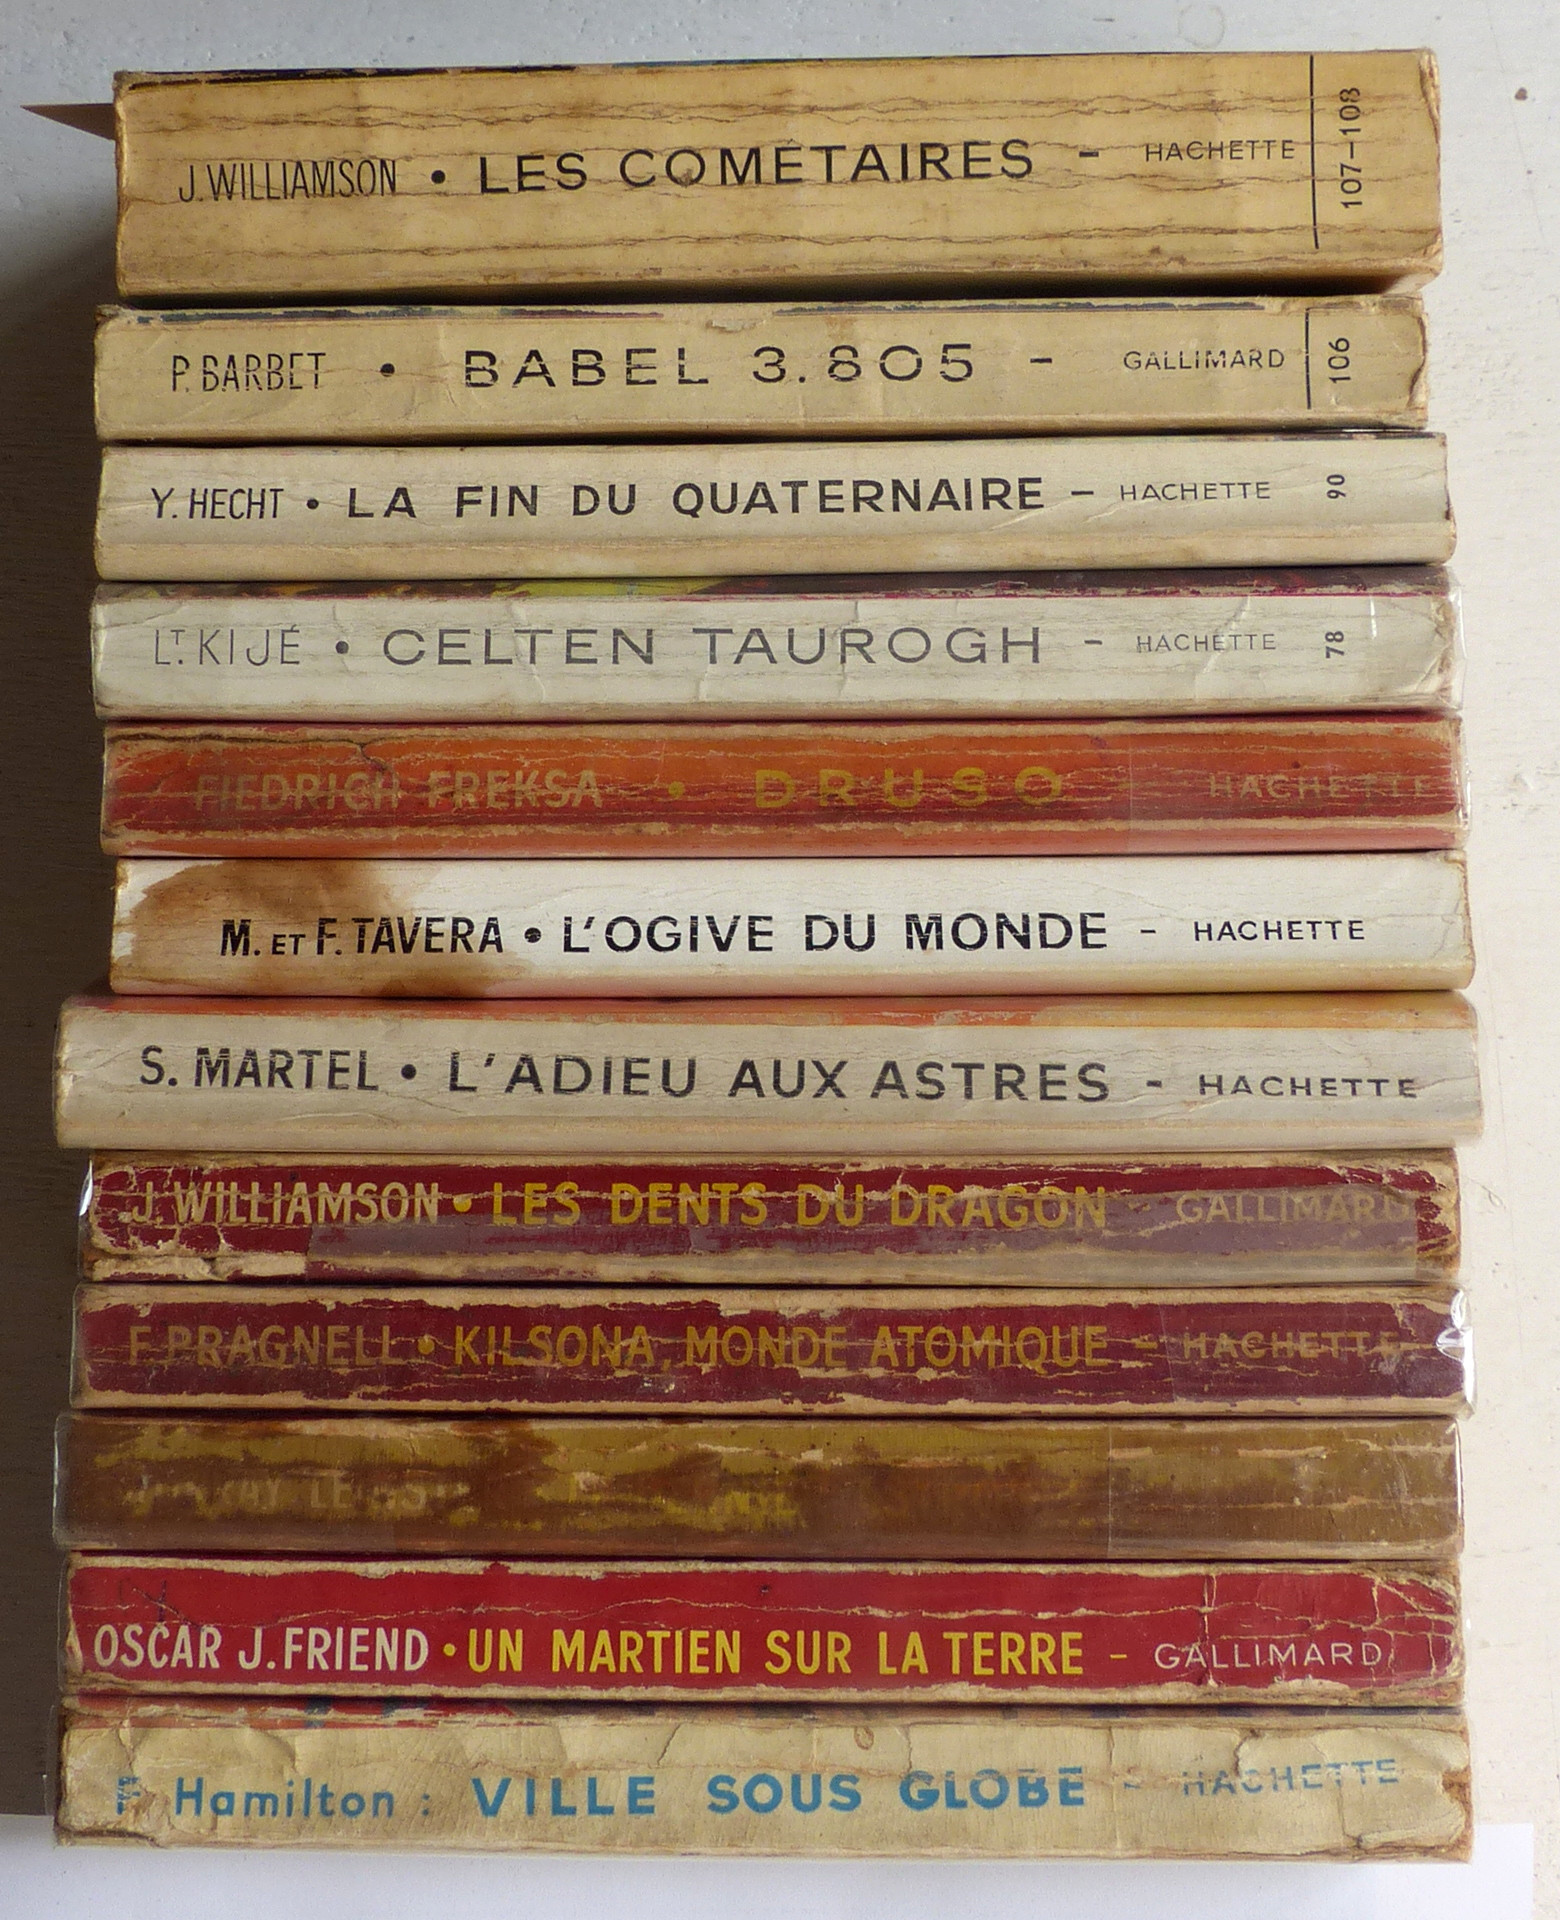 J. WILLIAMSON • LES COMÉTAIRES - HACHETTE 107-108
P. BARBET • BABEL 3.805 - GALLIMARD 106
Y. HECHT • LA FIN DU QUATERNAIRE - HACHETTE 90
LT. KIJÉ • CELTEN TAUROGH - HACHETTE 78
FIEDRICH FREKSA • DRUSO - HACHETTE
M. ET F. TAVERA • L'OGIVE DU MONDE - HACHETTE
S. MARTEL • L'ADIEU AUX ASTRES - HACHETTE
J. WILLIAMSON • LES DENTS DU DRAGON - GALLIMARD
F. PRAGNELL • KILSONA, MONDE ATOMIQUE - HACHETTE
OSCAR J. FRIEND • UN MARTIEN SUR LA TERRE - GALLIMARD
F Hamilton : VILLE SOUS GLOBE - HACHETTE